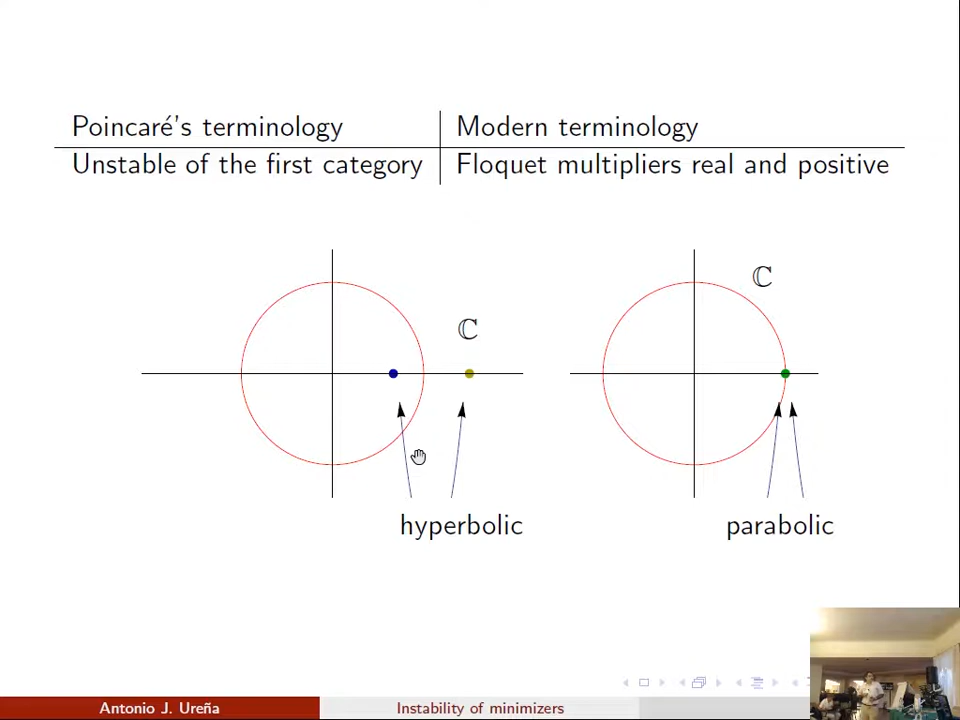 Poincaré's terminology
Modern terminology
Unstable of the first category
Floquet multipliers real and positive
ℂ
ℂ
hyperbolic
parabolic
Antonio J. Ureña
Instability of minimizers